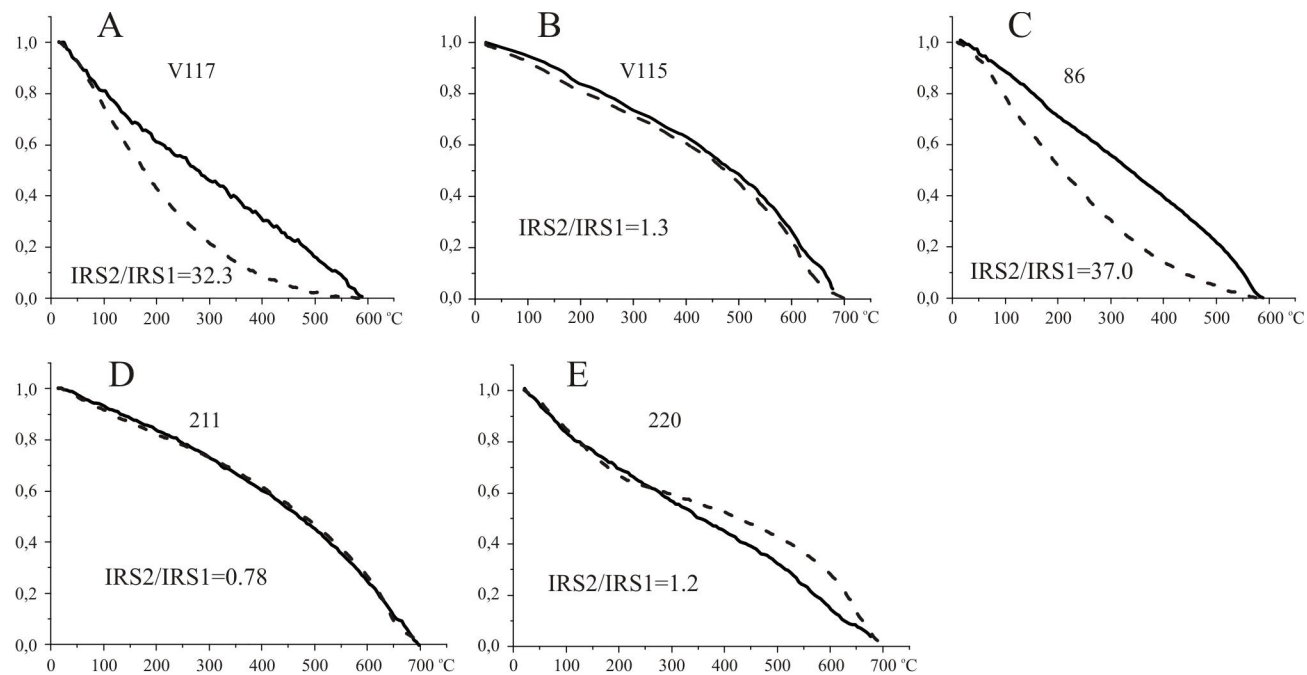 A
V117
1,0
0,8
0,6
0,4
0,2
0,0
IRS2/IRS1=32.3
0 100 200 300 400 500 600 °C
B
V115
1,0
0,8
0,6
0,4
0,2
0,0
IRS2/IRS1=1.3
0 100 200 300 400 500 600 700 °C
C
86
1,0
0,8
0,6
0,4
0,2
0,0
IRS2/IRS1=37.0
0 100 200 300 400 500 600 °C
D
211
1,0
0,8
0,6
0,4
0,2
0,0
IRS2/IRS1=0.78
0 100 200 300 400 500 600 700 °C
E
220
1,0
0,8
0,6
0,4
0,2
0,0
IRS2/IRS1=1.2
0 100 200 300 400 500 600 700 °C